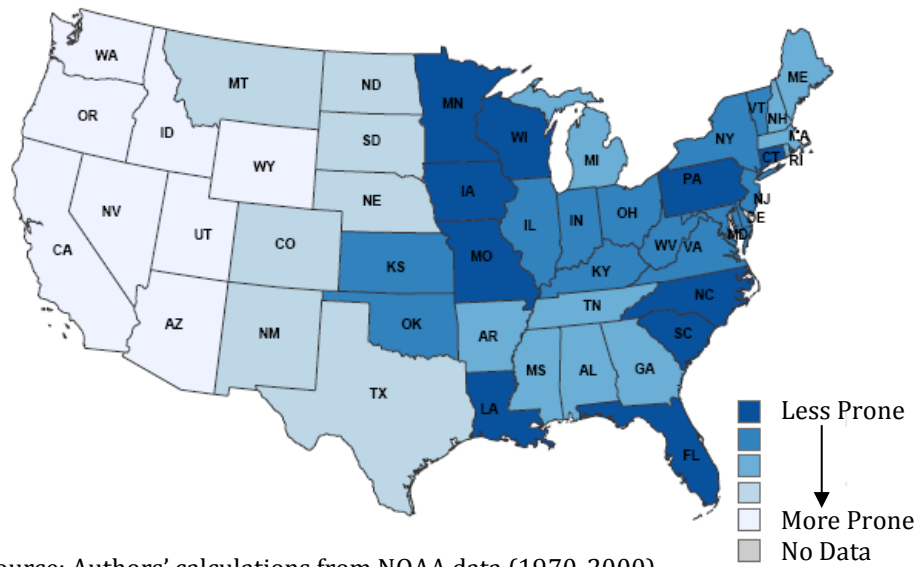 WA
MT
ND
ME
OR
MN
VT
NH
ID
SD
WI
NY
MA
WY
MI
CT
RI
PA
IA
NE
NJ
NV
OH
DE
IL
IN
UT
MD
CO
WV
VA
CA
MO
KS
KY
NC
TN
AZ
OK
NM
AR
SC
MS
AL
GA
TX
LA
FL
Less Prone
More Prone
No Data
ource: Authors' calculations from NOAA data (1970-2000)